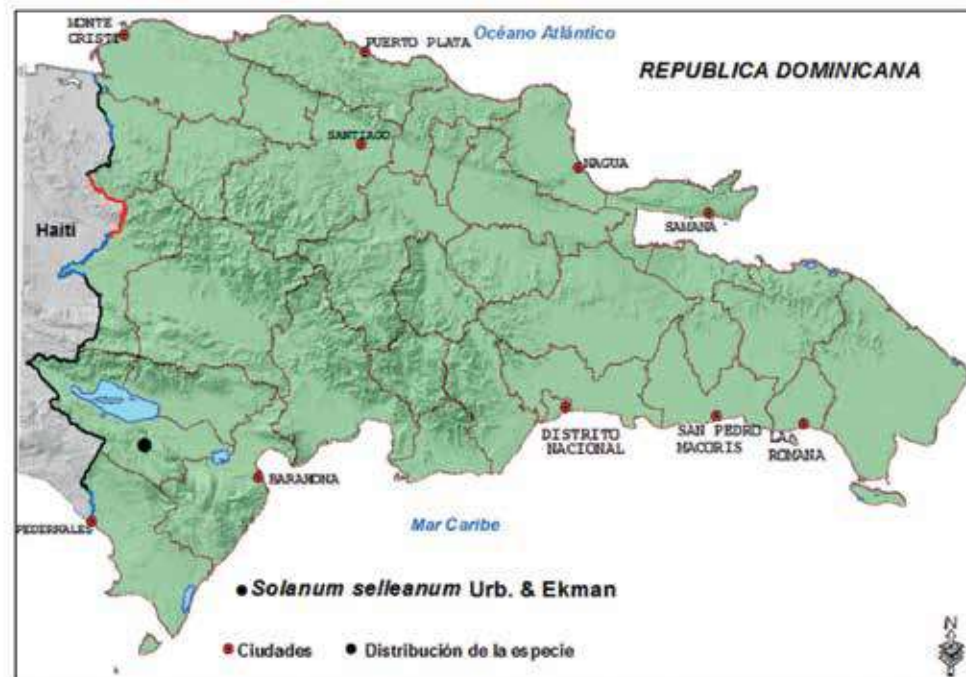 MONTE
CRISTI
PUERTO PLATA
Océano Atlántico
REPUBLICA DOMINICANA
SANTIAGO
NAGUA
SAMANA
Haití
DISTRITO
NACIONAL
SAN PEDRO
MACORIS
LA
ROMANA
BARAHONA
PEDERNALES
Mar Caribe
Solanum selleanum Urb. & Ekman
Ciudades
Distribución de la especie
N